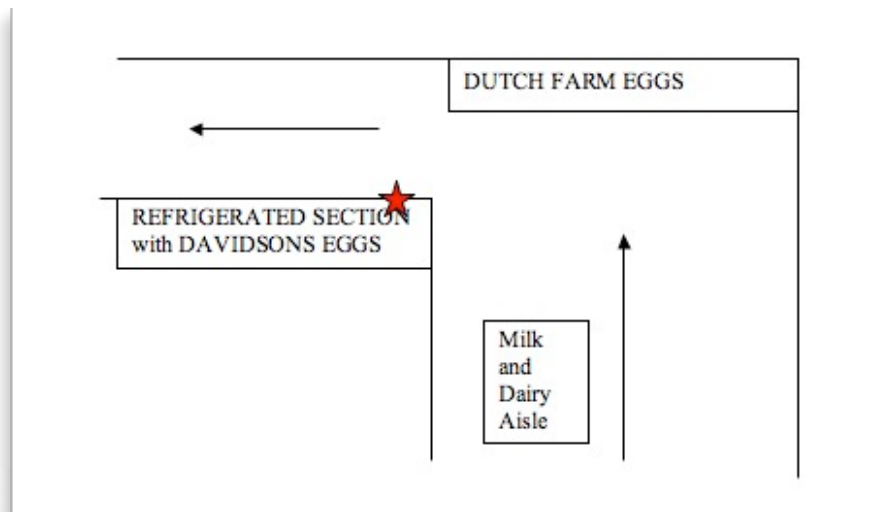 DUTCH FARM EGGS
REFRIGERATED SECTION
with DAVIDSONS EGGS
Milk
and
Dairy
Aisle